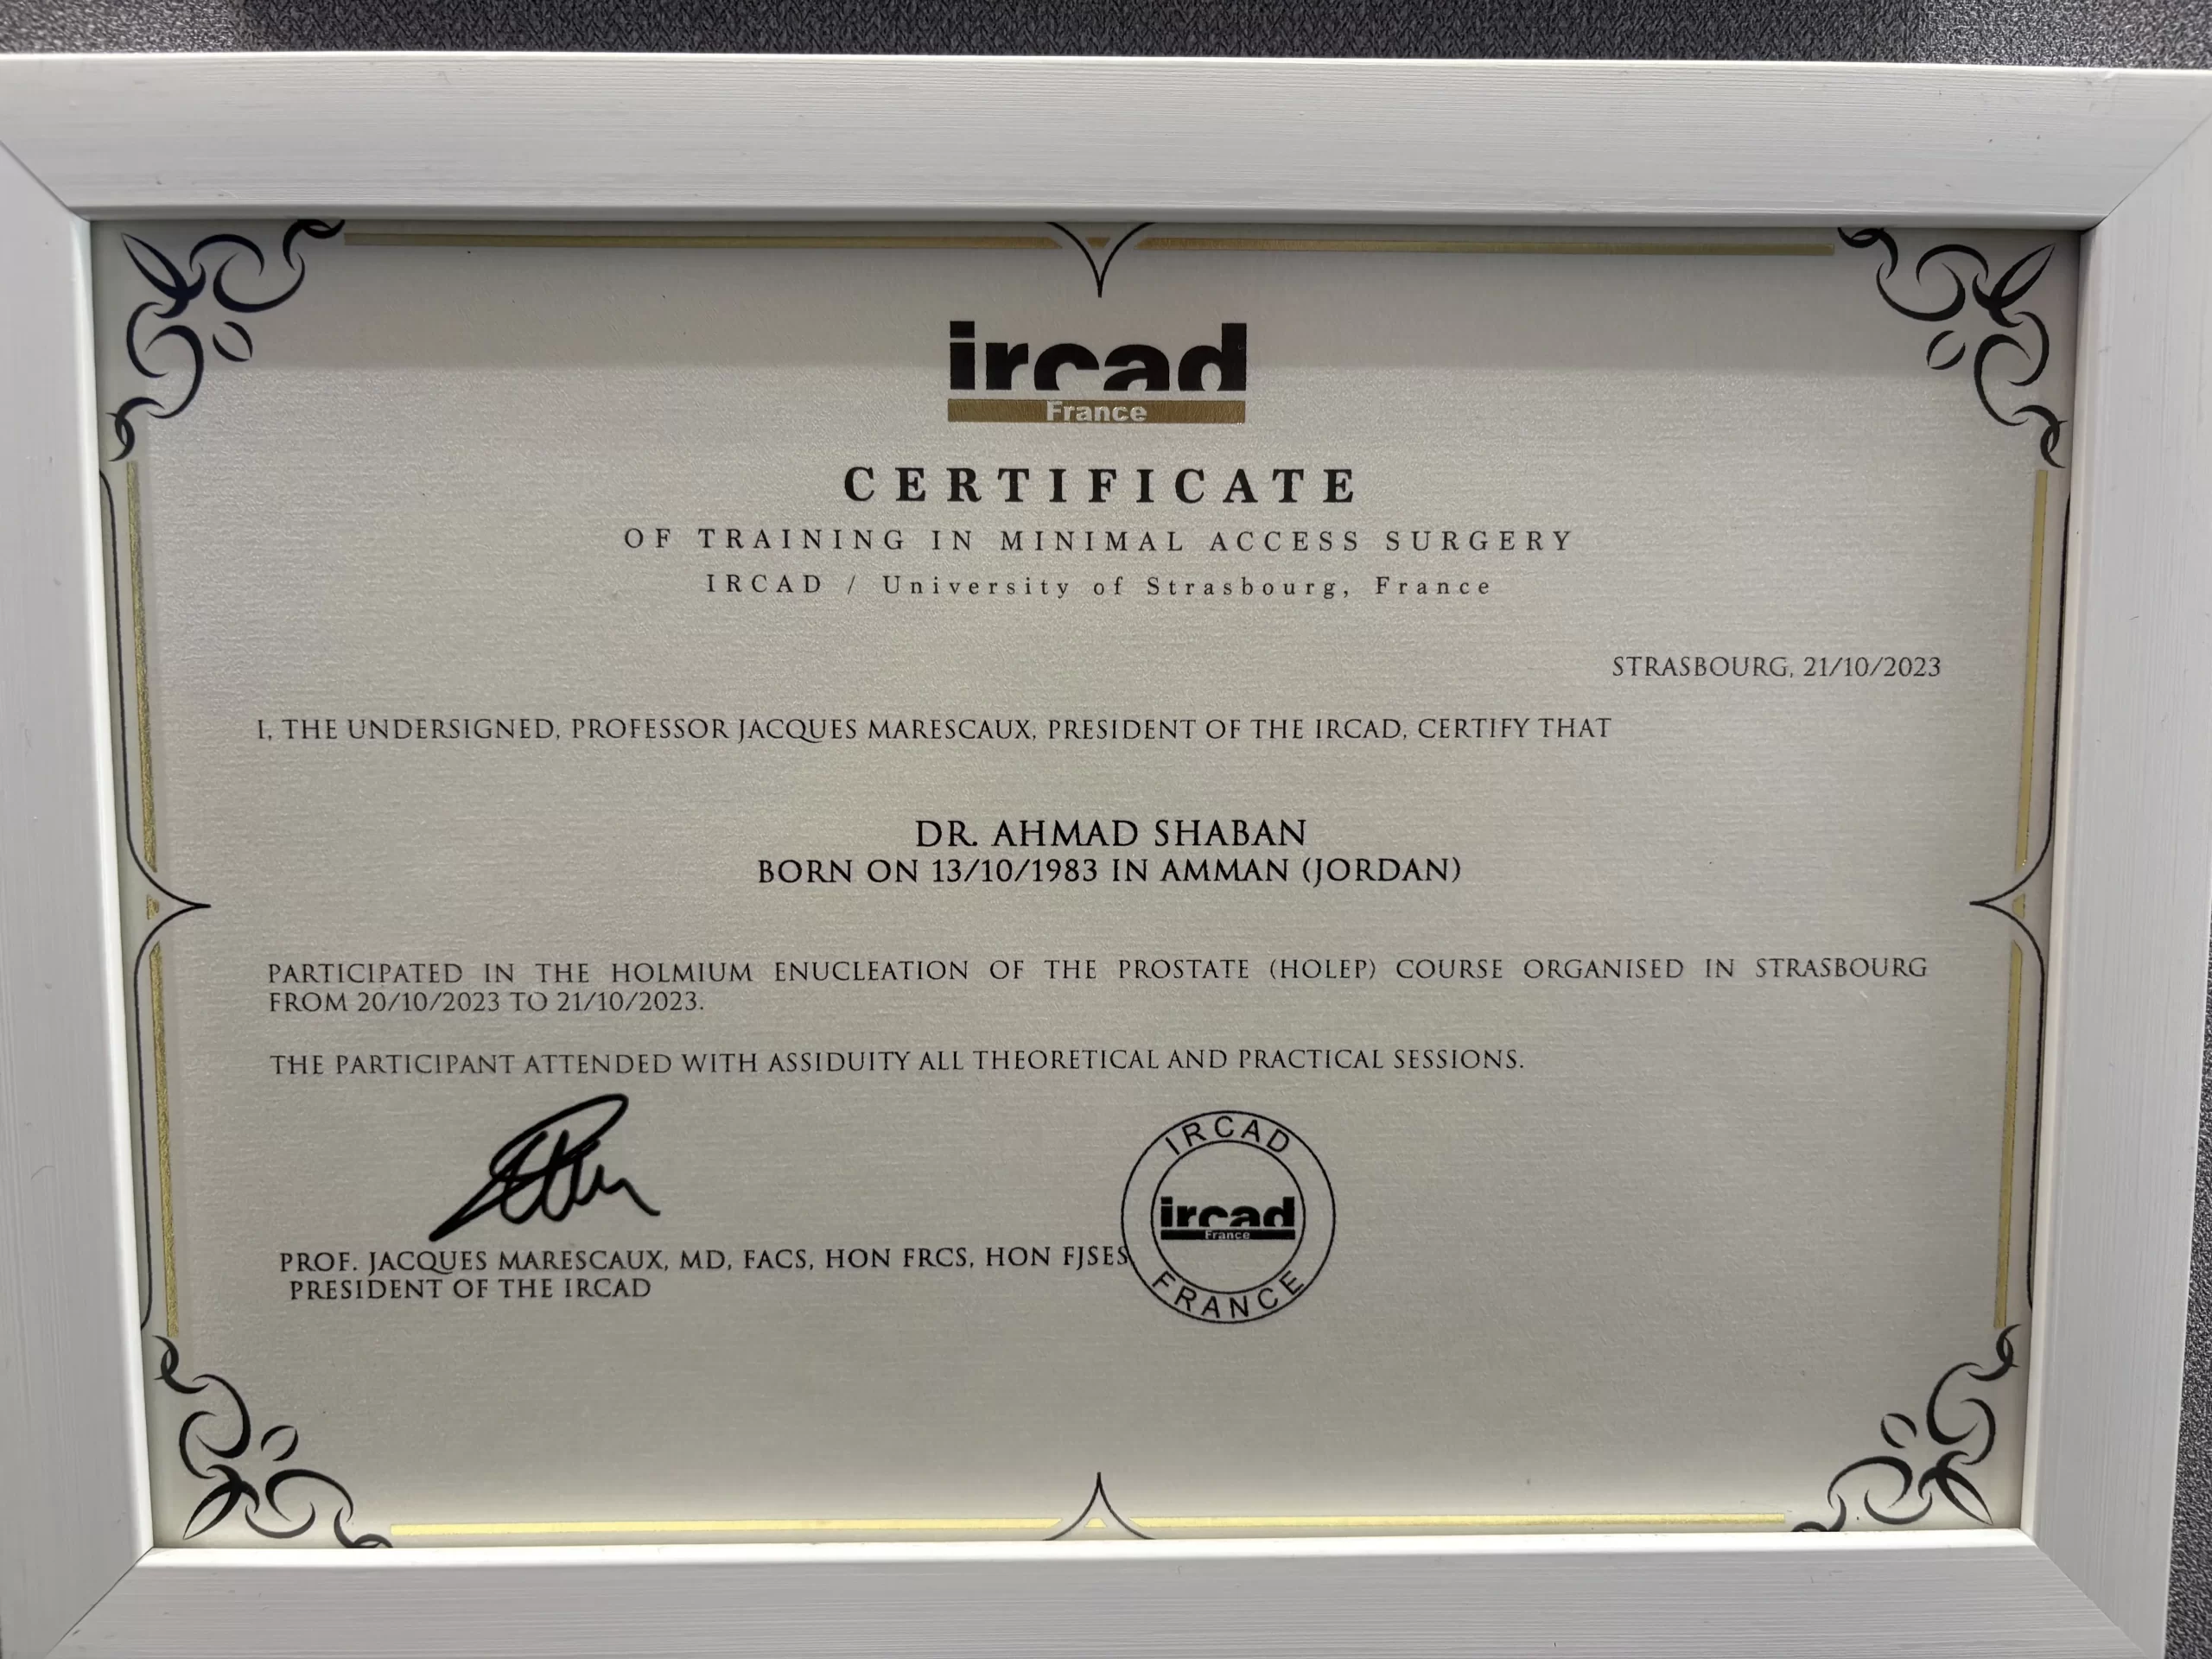 ircad
France
CERTIFICATE
OF TRAINING IN MINIMAL ACCESS SURGERY
IRCAD / University of Strasbourg, France
STRASBOURG, 21/10/2023
I, THE UNDERSIGNED, PROFESSOR JACQUES MARESCAUX, PRESIDENT OF THE IRCAD, CERTIFY THAT
DR. AHMAD SHABAN
BORN ON 13/10/1983 IN AMMAN (JORDAN)
PARTICIPATED IN THE HOLMIUM ENUCLEATION OF THE PROSTATE (HOLEP) COURSE ORGANISED IN STRASBOURG
FROM 20/10/2023 TO 21/10/2023.
THE PARTICIPANT ATTENDED WITH ASSIDUITY ALL THEORETICAL AND PRACTICAL SESSIONS.
PROF. JACQUES MARESCAUX, MD, FACS, HON FRCS, HON FJSES
PRESIDENT OF THE IRCAD
IRCAD
ircad
France
FRANCE